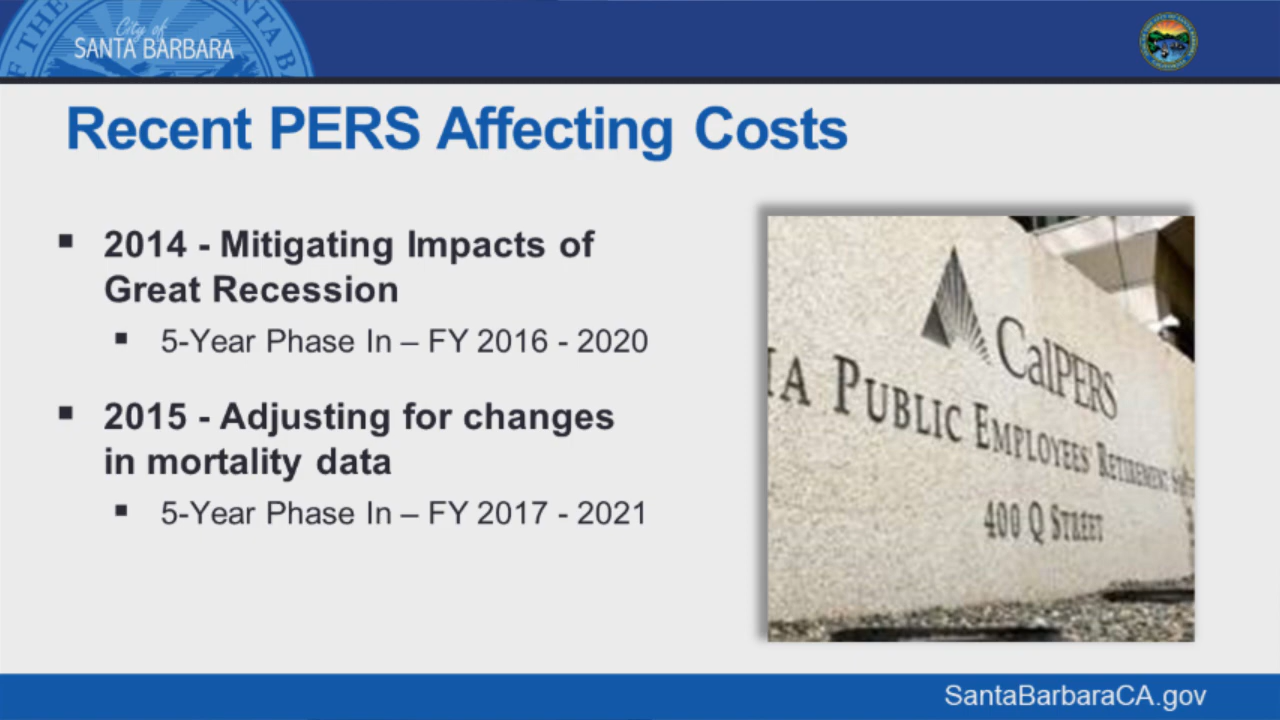 City of
SANTA BARBARA
Recent PERS Affecting Costs
▪ 2014 - Mitigating Impacts of
Great Recession
▪ 5-Year Phase In – FY 2016 - 2020
▪ 2015 - Adjusting for changes
in mortality data
▪ 5-Year Phase In – FY 2017 - 2021
CalPERS
IA PUBLIC EMPLOYEES' RETIREMENT
400 Q STREET
SantaBarbaraCA.gov